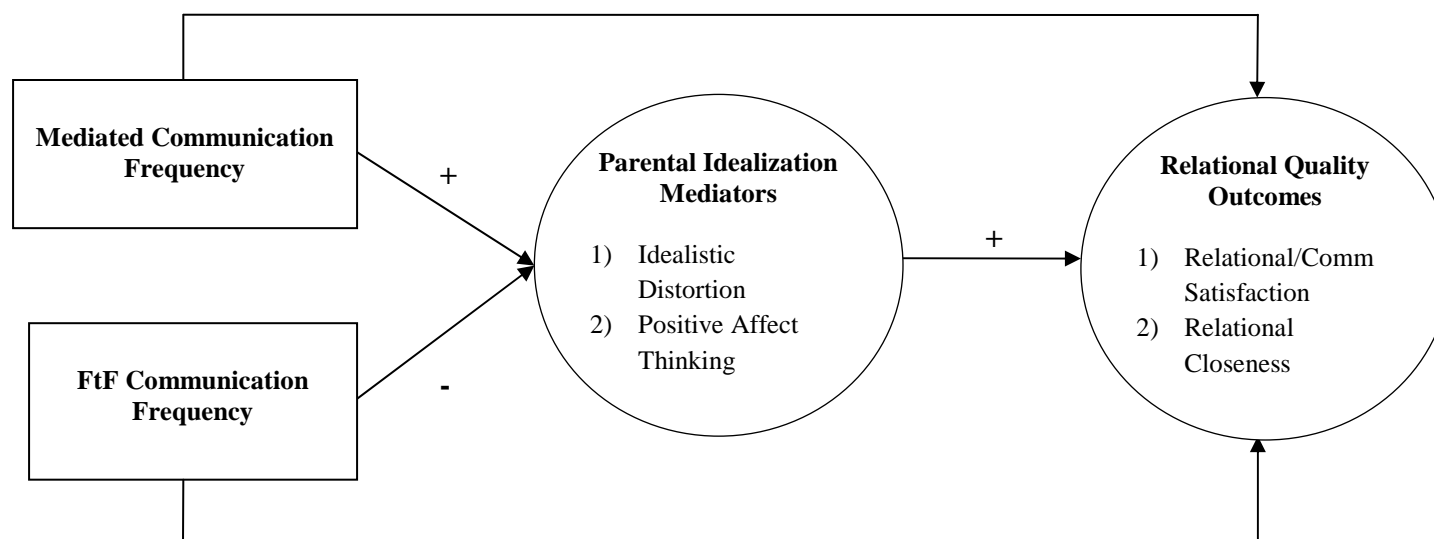 Mediated Communication
Frequency
+
Parental Idealization
Mediators
1) Idealistic
Distortion
2) Positive Affect
Thinking
+
Relational Quality
Outcomes
1) Relational/Comm
Satisfaction
2) Relational
Closeness
FtF Communication
Frequency
-